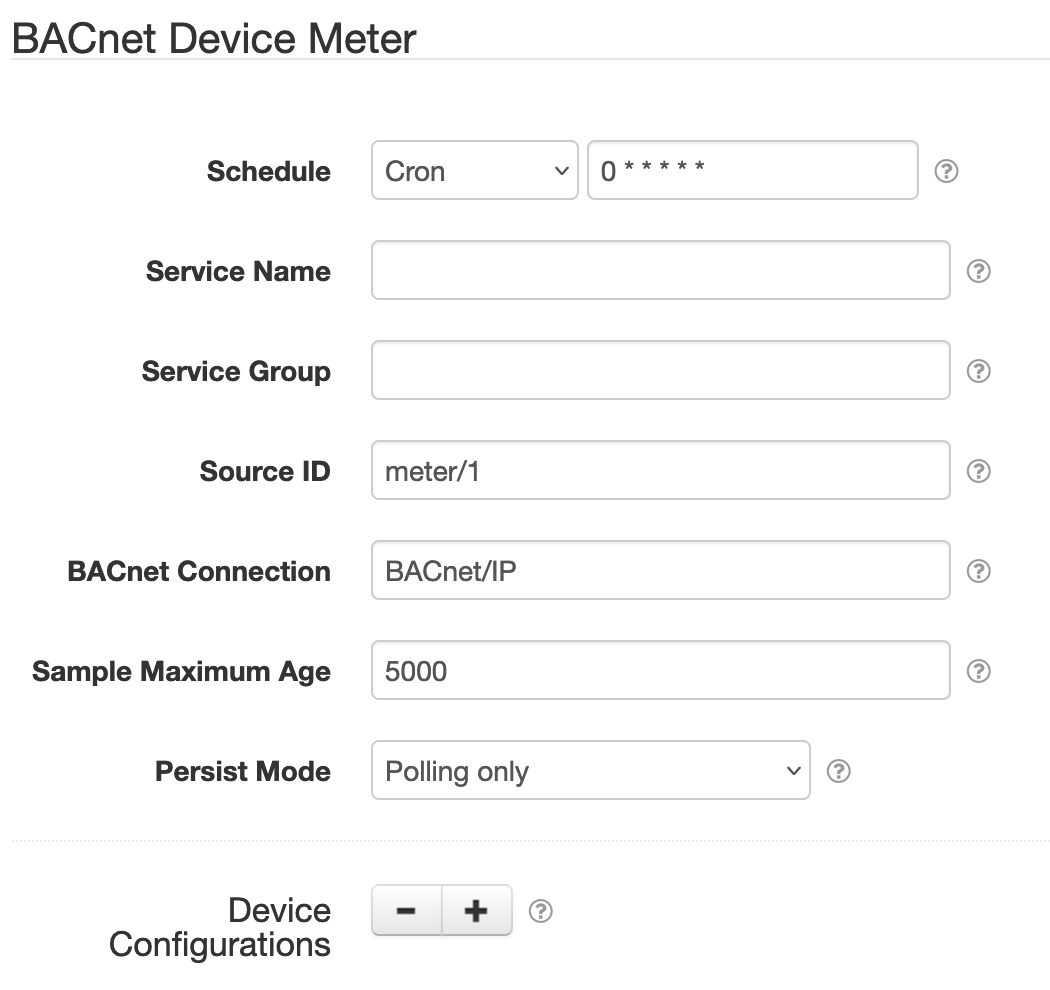 BACnet Device Meter
Schedule Cron 0 * * * * * ?
Service Name ?
Service Group ?
Source ID meter/1 ?
BACnet Connection BACnet/IP ?
Sample Maximum Age 5000 ?
Persist Mode Polling only ?
Device - + ?
Configurations